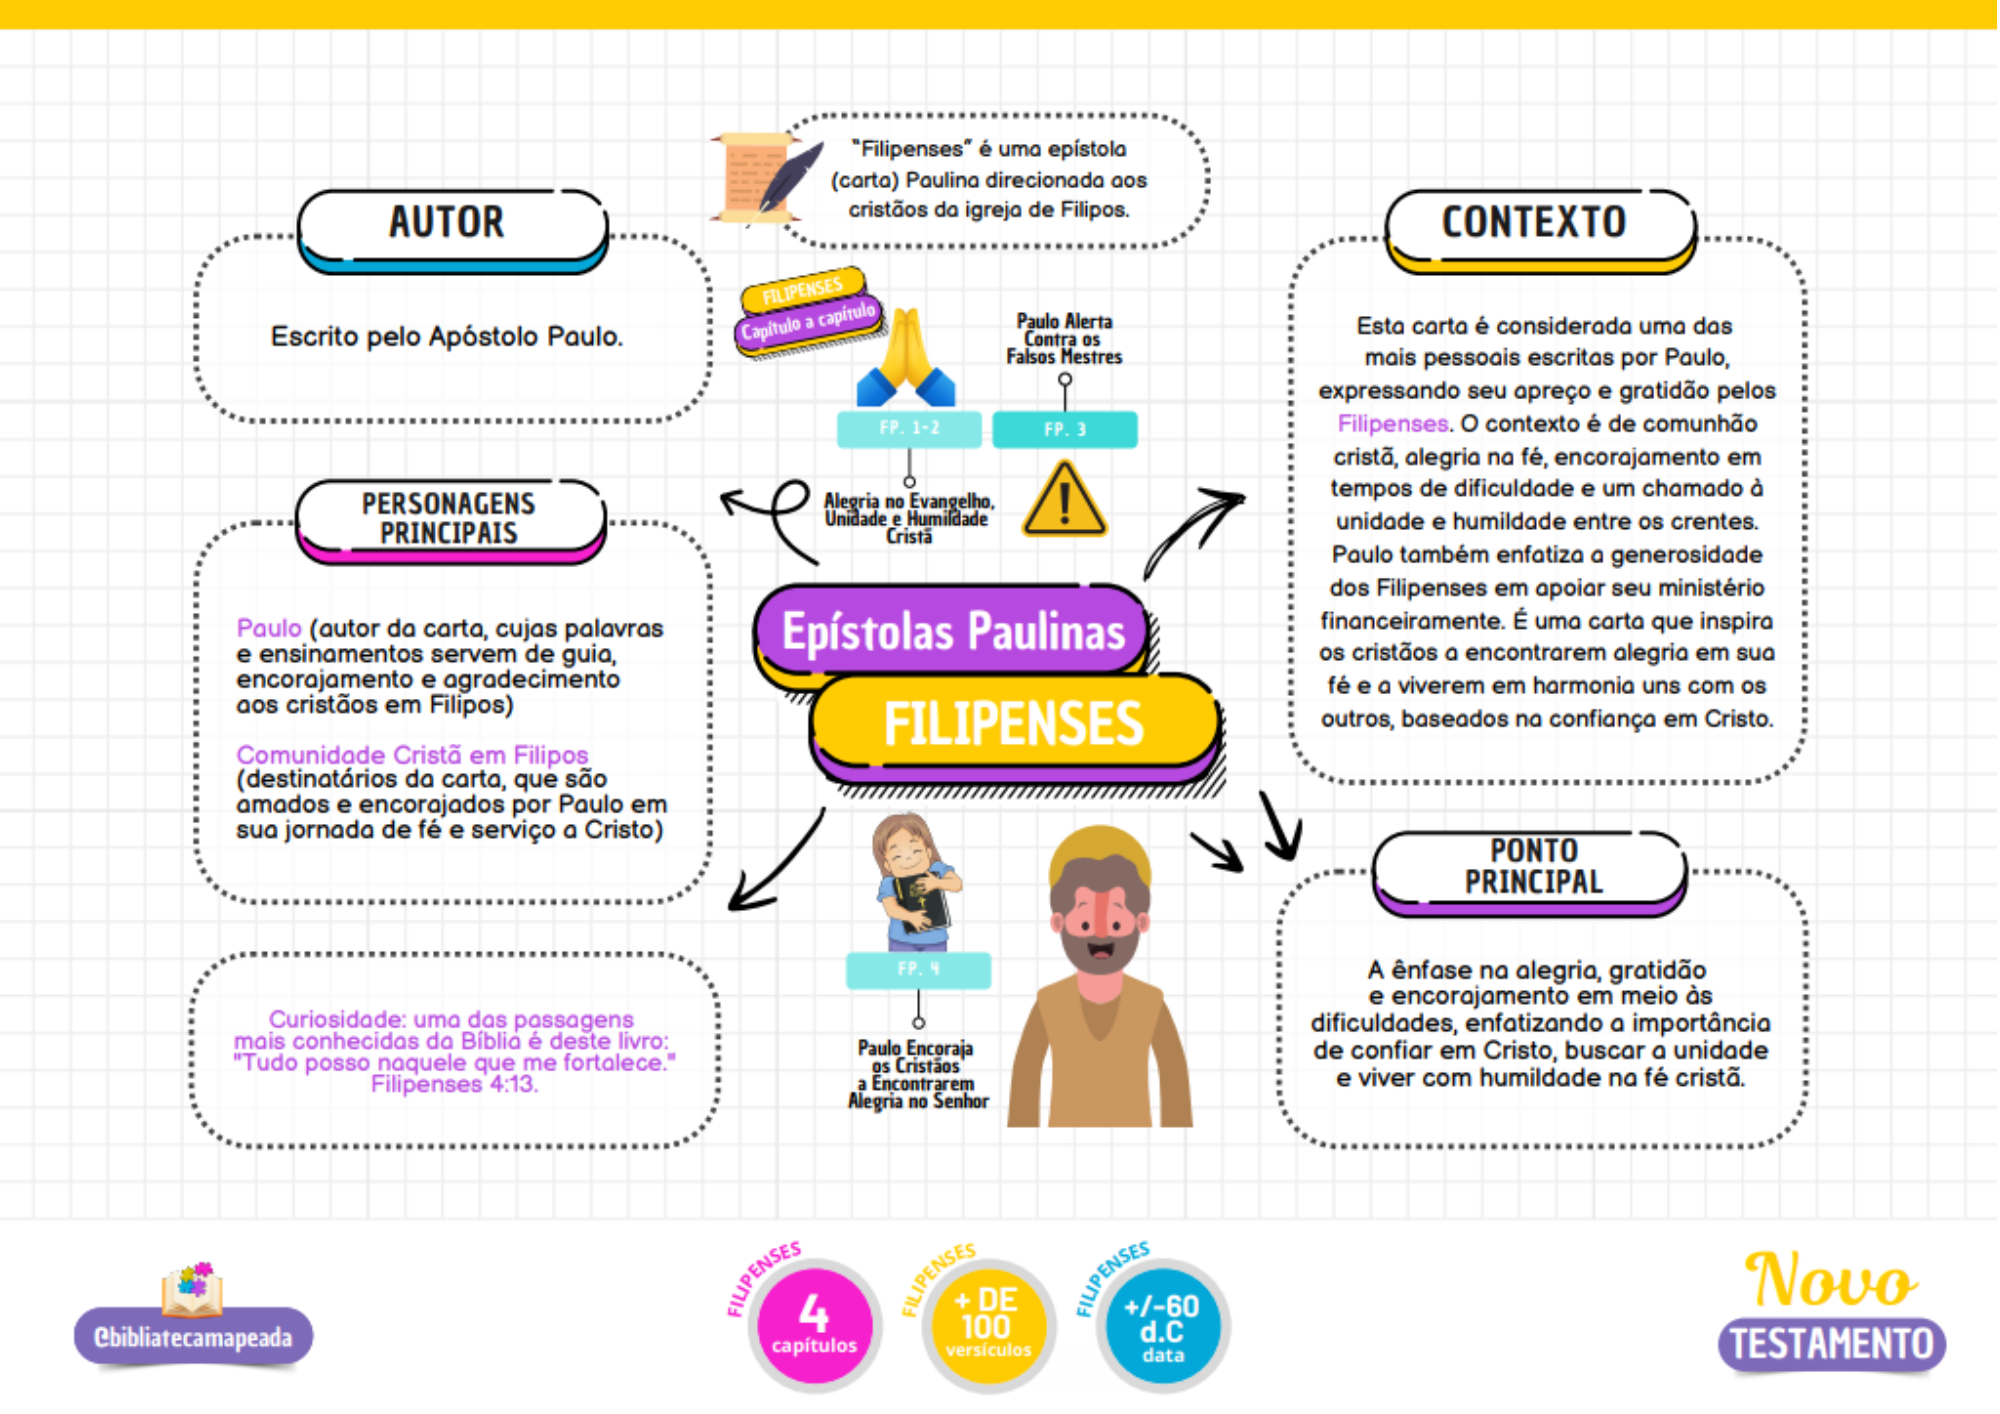 "Filipenses" é uma epístola
(carta) Paulina direcionada aos
cristãos da igreja de Filipos.
AUTOR
Escrito pelo Apóstolo Paulo.
PERSONAGENS
PRINCIPAIS
Paulo (autor da carta, cujas palavras
e ensinamentos servem de guia,
encorajamento e agradecimento
aos cristãos em Filipos)
Comunidade Cristã em Filipos
(destinatários da carta, que são
amados e encorajados por Paulo em
sua jornada de fé e serviço a Cristo)
Curiosidade: uma das passagens
mais conhecidas da Bíblia é deste livro:
"Tudo posso naquele que me fortalece."
Filipenses 4:13.
FILIPENSES
Capítulo a capítulo
FP. 1-2
Alegria no Evangelho,
Unidade e Humildade
Cristã
Paulo Alerta
Contra os
Falsos Mestres
FP. 3
Epístolas Paulinas
FILIPENSES
FP. 4
Paulo Encoraja
os Cristãos
a Encontrarem
Alegria no Senhor
CONTEXTO
Esta carta é considerada uma das
mais pessoais escritas por Paulo,
expressando seu apreço e gratidão pelos
Filipenses. O contexto é de comunhão
cristã, alegria na fé, encorajamento em
tempos de dificuldade e um chamado à
unidade e humildade entre os crentes.
Paulo também enfatiza a generosidade
dos Filipenses em apoiar seu ministério
financeiramente. É uma carta que inspira
os cristãos a encontrarem alegria em sua
fé e a viverem em harmonia uns com os
outros, baseados na confiança em Cristo.
PONTO
PRINCIPAL
A ênfase na alegria, gratidão
e encorajamento em meio às
dificuldades, enfatizando a importância
de confiar em Cristo, buscar a unidade
e viver com humildade na fé cristã.
@bibliatecamapeada
FILIPENSES
4
capítulos
FILIPENSES
+ DE
100
versículos
FILIPENSES
+/-60
d.C
data
Novo
TESTAMENTO